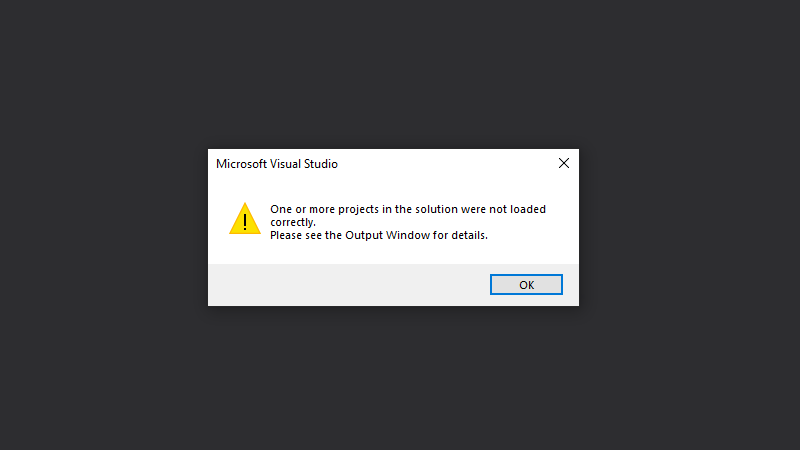 Microsoft Visual Studio
One or more projects in the solution were not loaded
correctly.
Please see the Output Window for details.
OK